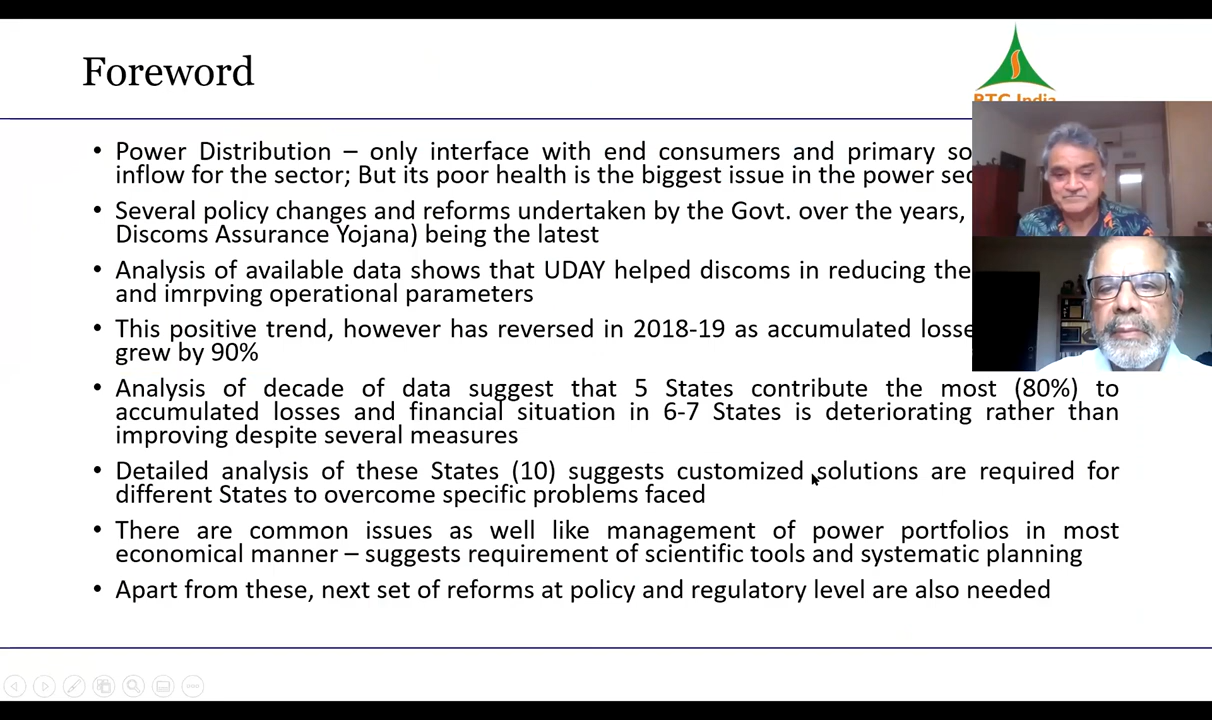 Foreword
PTC India
• Power Distribution – only interface with end consumers and primary
inflow for the sector; But its poor health is the biggest issue in the power
• Several policy changes and reforms undertaken by the Govt. over the years,
Discoms Assurance Yojana) being the latest
• Analysis of available data shows that UDAY helped discoms in reducing the
and imrpving operational parameters
• This positive trend, however has reversed in 2018-19 as accumulated
grew by 90%
• Analysis of decade of data suggest that 5 States contribute the most (80%) to
accumulated losses and financial situation in 6-7 States is deteriorating rather than
improving despite several measures
• Detailed analysis of these States (10) suggests customized solutions are required for
different States to overcome specific problems faced
• There are common issues as well like management of power portfolios in most
economical manner – suggests requirement of scientific tools and systematic planning
• Apart from these, next set of reforms at policy and regulatory level are also needed